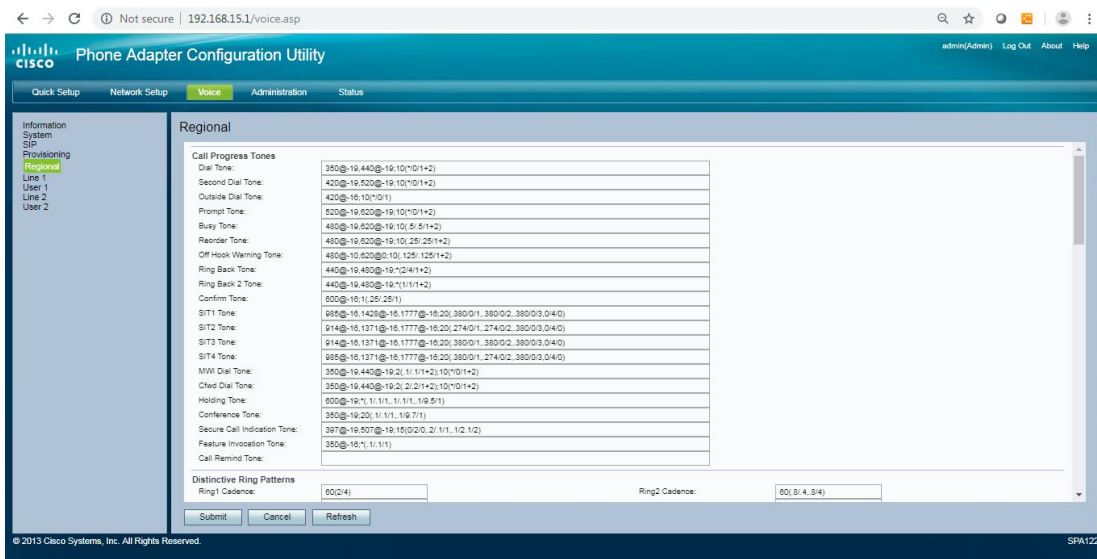 Not secure | 192.168.15.1/voice.asp
CISCO Phone Adapter Configuration Utility
admin(Admin) Log Out About Help
Quick Setup Network Setup Voice Administration Status
Information
System
SIP
Provisioning
Regional
Line 1
User 1
Line 2
User 2
Regional
Call Progress Tones
Dial Tone: 350@-19,440@-19;10(*/0/1+2)
Second Dial Tone: 420@-19,520@-19;10(*/0/1+2)
Outside Dial Tone: 420@-16;10(*/0/1)
Prompt Tone: 520@-19,620@-19;10(*/0/1+2)
Busy Tone: 480@-19,620@-19;10(.5/.5/1+2)
Reorder Tone: 480@-19,620@-19;10(.25/.25/1+2)
Off Hook Warning Tone: 480@-10,620@0;10(.125/.125/1+2)
Ring Back Tone: 440@-19,480@-19;*(2/4/1+2)
Ring Back 2 Tone: 440@-19,480@-19;*(1/1/1+2)
Confirm Tone: 600@-16;1(.25/.25/1)
SIT1 Tone: 985@-16,1428@-16,1777@-16;20(.380/0/1,.380/0/2,.380/0/3,0/4/0)
SIT2 Tone: 914@-16,1371@-16,1777@-16;20(.274/0/1,.274/0/2,.380/0/3,0/4/0)
SIT3 Tone: 914@-16,1371@-16,1777@-16;20(.380/0/1,.380/0/2,.380/0/3,0/4/0)
SIT4 Tone: 985@-16,1371@-16,1777@-16;20(.380/0/1,.274/0/2,.380/0/3,0/4/0)
MWI Dial Tone: 350@-19,440@-19;2(.1/.1/1+2);10(*/0/1+2)
Cfwd Dial Tone: 350@-19,440@-19;2(.2/.2/1+2);10(*/0/1+2)
Holding Tone: 600@-19;*(.1/.1/1,.1/.1/1,.1/9.5/1)
Conference Tone: 350@-19;20(.1/.1/1,.1/9.7/1)
Secure Call Indication Tone: 397@-19,507@-19;15(0/2/0,.2/.1/1,.1/2.1/2)
Feature Invocation Tone: 350@-16;*(.1/.1/1)
Call Remind Tone:
Distinctive Ring Patterns
Ring1 Cadence: 60(2/4) Ring2 Cadence: 60(.8/.4,.8/4)
Submit Cancel Refresh
© 2013 Cisco Systems, Inc. All Rights Reserved. SPA122